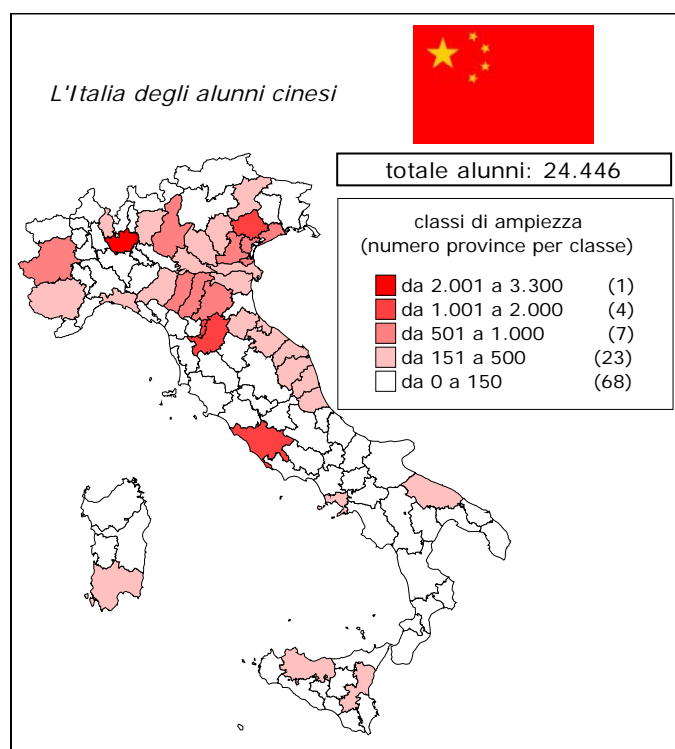 L'Italia degli alunni cinesi
totale alunni: 24.446
classi di ampiezza
(numero province per classe)
da 2.001 a 3.300 (1)
da 1.001 a 2.000 (4)
da 501 a 1.000 (7)
da 151 a 500 (23)
da 0 a 150 (68)